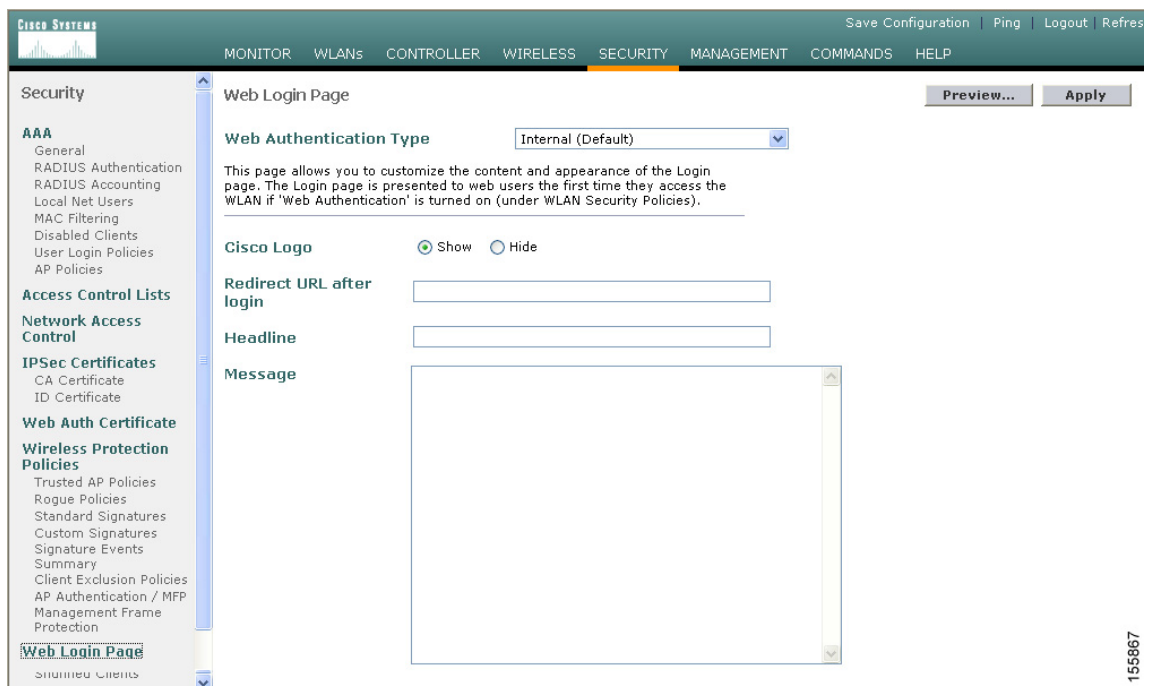 CISCO SYSTEMS
Save Configuration | Ping | Logout | Refres
MONITOR WLANs CONTROLLER WIRELESS SECURITY MANAGEMENT COMMANDS HELP
Security
AAA
General
RADIUS Authentication
RADIUS Accounting
Local Net Users
MAC Filtering
Disabled Clients
User Login Policies
AP Policies
Access Control Lists
Network Access
Control
IPSec Certificates
CA Certificate
ID Certificate
Web Auth Certificate
Wireless Protection
Policies
Trusted AP Policies
Rogue Policies
Standard Signatures
Custom Signatures
Signature Events
Summary
Client Exclusion Policies
AP Authentication / MFP
Management Frame
Protection
Web Login Page
Shunned Clients
Web Login Page
Preview... Apply
Web Authentication Type Internal (Default)
This page allows you to customize the content and appearance of the Login
page. The Login page is presented to web users the first time they access the
WLAN if 'Web Authentication' is turned on (under WLAN Security Policies).
Cisco Logo Show Hide
Redirect URL after
login
Headline
Message
155867